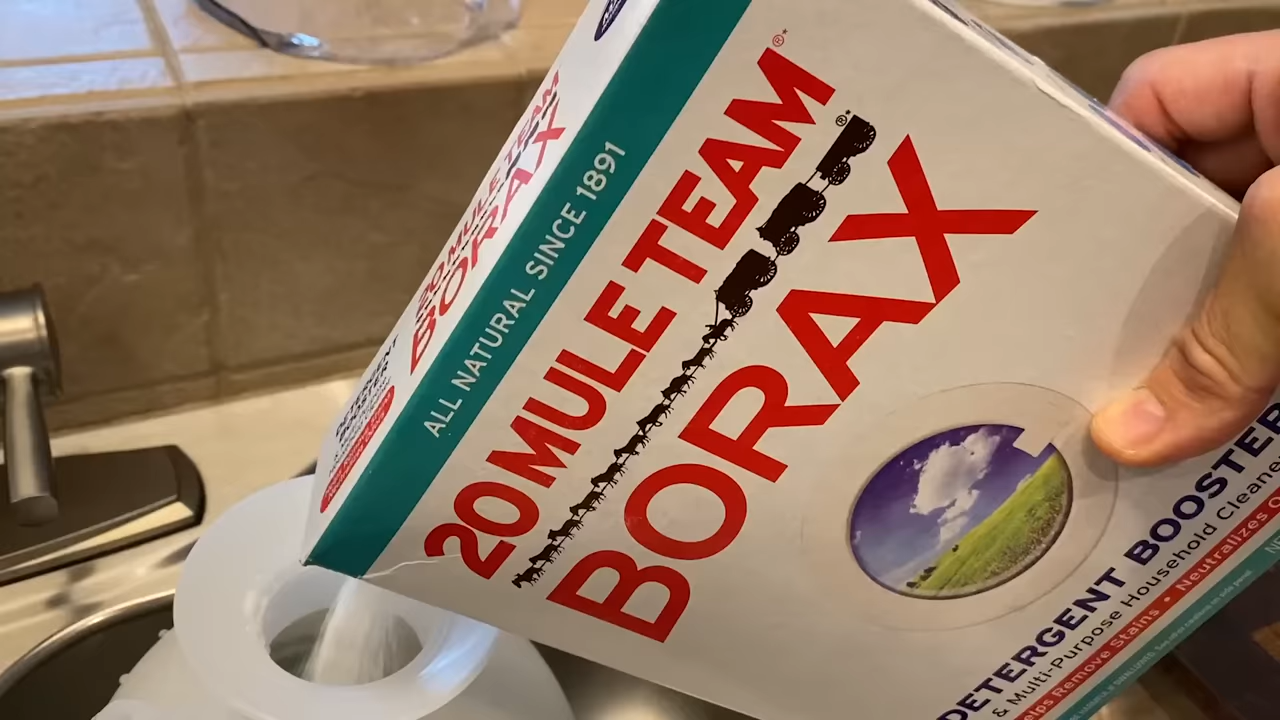 20 MULE TEAM
BORAX
ALL NATURAL SINCE 1891
20 MULE TEAM®
BORAX
DETERGENT BOOSTER
& Multi-Purpose Household Cleaner
Helps Remove Stains • Neutralizes O